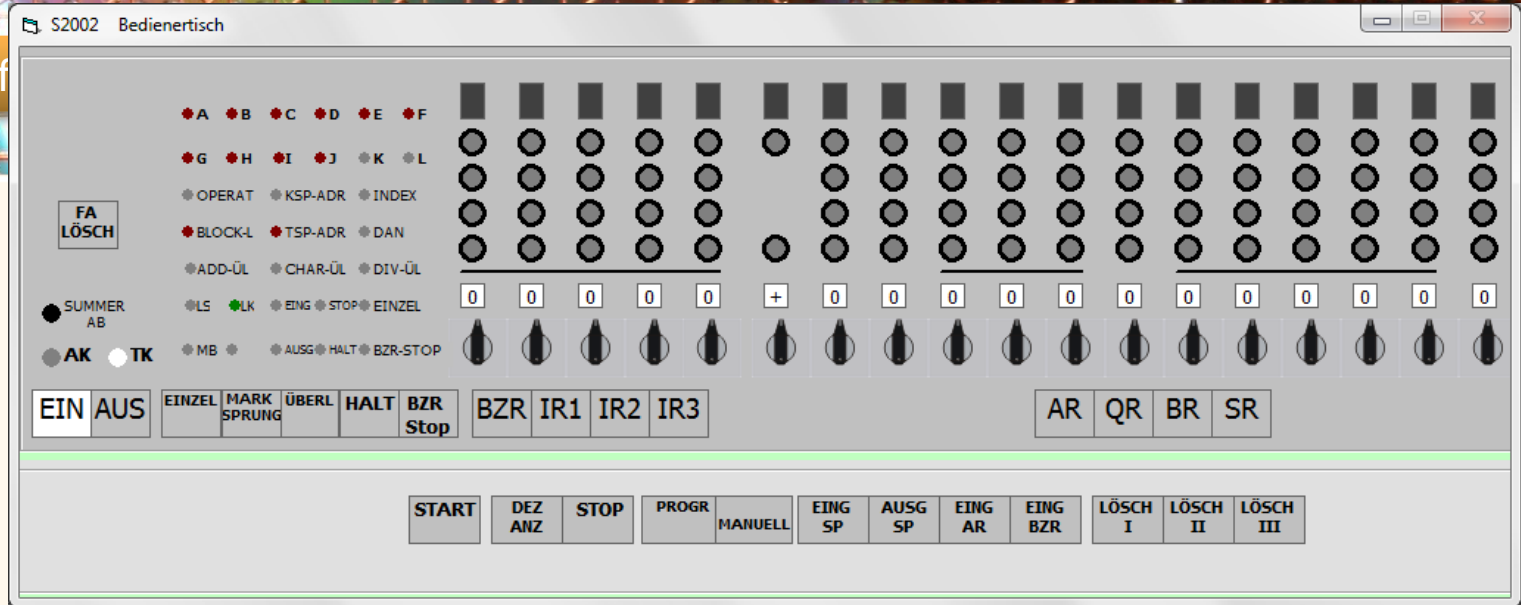 S2002 Bedienertisch
A B C D E F
G H I J K L
OPERAT KSP-ADR INDEX
FA
LÖSCH
BLOCK-L TSP-ADR DAN
ADD-ÜL CHAR-ÜL DIV-ÜL
0 0 0 0 0 + 0 0 0 0 0 0 0 0 0 0 0 0
SUMMER
AB
LS LK EING STOP EINZEL
AK TK
MB AUSG HALT BZR-STOP
EIN AUS
EINZEL
MARK
SPRUNG
ÜBERL
HALT
BZR
Stop
BZR IR1 IR2 IR3
AR QR BR SR
START
DEZ
ANZ
STOP
PROGR
MANUELL
EING
SP
AUSG
SP
EING
AR
EING
BZR
LÖSCH
I
LÖSCH
II
LÖSCH
III